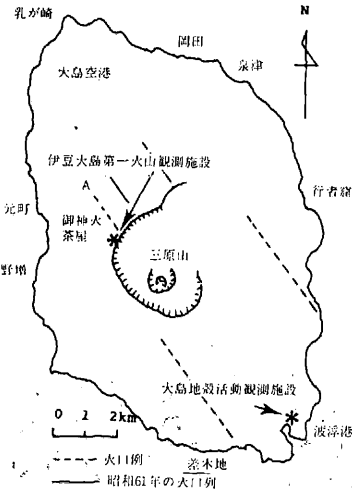 乳が崎
N
岡田
泉津
大島空港
伊豆大島第一火山観測施設
A
行者窟
元町
御神火
茶屋
三原山
野増
大島地殻活動観測施設
0 1 2km
波浮港
火口例
差木地
昭和61年の火口列